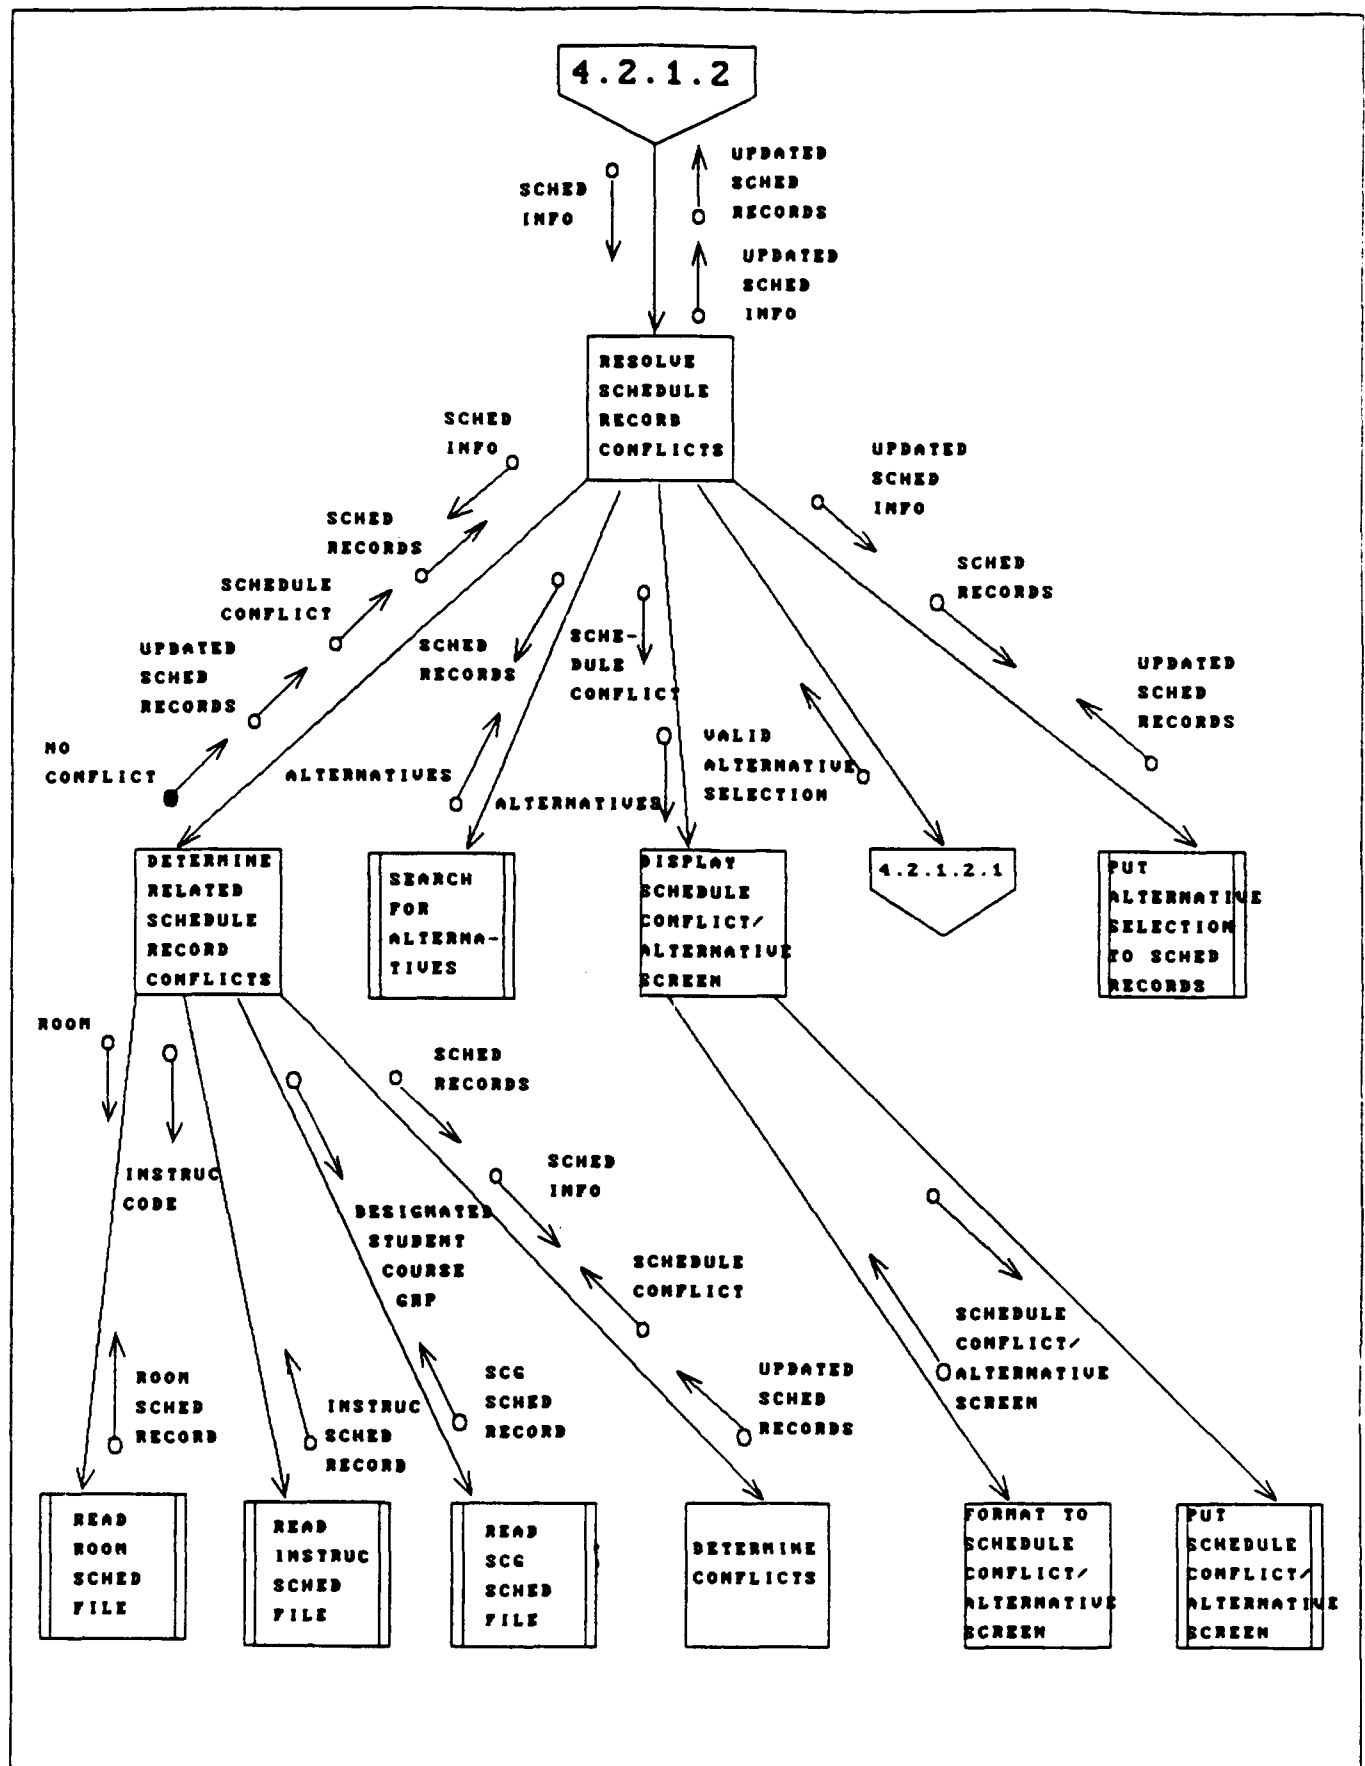 4.2.1.2
SCHED
INFO
UPDATED
SCHED
RECORDS
UPDATED
SCHED
INFO
RESOLVE
SCHEDULE
RECORD
CONFLICTS
SCHED
INFO
SCHED
RECORDS
SCHEDULE
CONFLICT
UPDATED
SCHED
RECORDS
NO
CONFLICT
SCHED
RECORDS
ALTERNATIVES
SCHE-
DULE
CONFLICT
ALTERNATIVES
VALID
ALTERNATIVE
SELECTION
UPDATED
SCHED
INFO
SCHED
RECORDS
UPDATED
SCHED
RECORDS
DETERMINE
RELATED
SCHEDULE
RECORD
CONFLICTS
SEARCH
FOR
ALTERNA-
TIVES
DISPLAY
SCHEDULE
CONFLICT/
ALTERNATIVE
SCREEN
4.2.1.2.1
PUT
ALTERNATIVE
SELECTION
TO SCHED
RECORDS
ROOM
INSTRUC
CODE
DESIGNATED
STUDENT
COURSE
GRP
SCHED
RECORDS
SCHED
INFO
SCHEDULE
CONFLICT
UPDATED
SCHED
RECORDS
ROOM
SCHED
RECORD
INSTRUC
SCHED
RECORD
SCG
SCHED
RECORD
SCHEDULE
CONFLICT/
ALTERNATIVE
SCREEN
READ
ROOM
SCHED
FILE
READ
INSTRUC
SCHED
FILE
READ
SCG
SCHED
FILE
DETERMINE
CONFLICTS
FORMAT TO
SCHEDULE
CONFLICT/
ALTERNATIVE
SCREEN
PUT
SCHEDULE
CONFLICT/
ALTERNATIVE
SCREEN